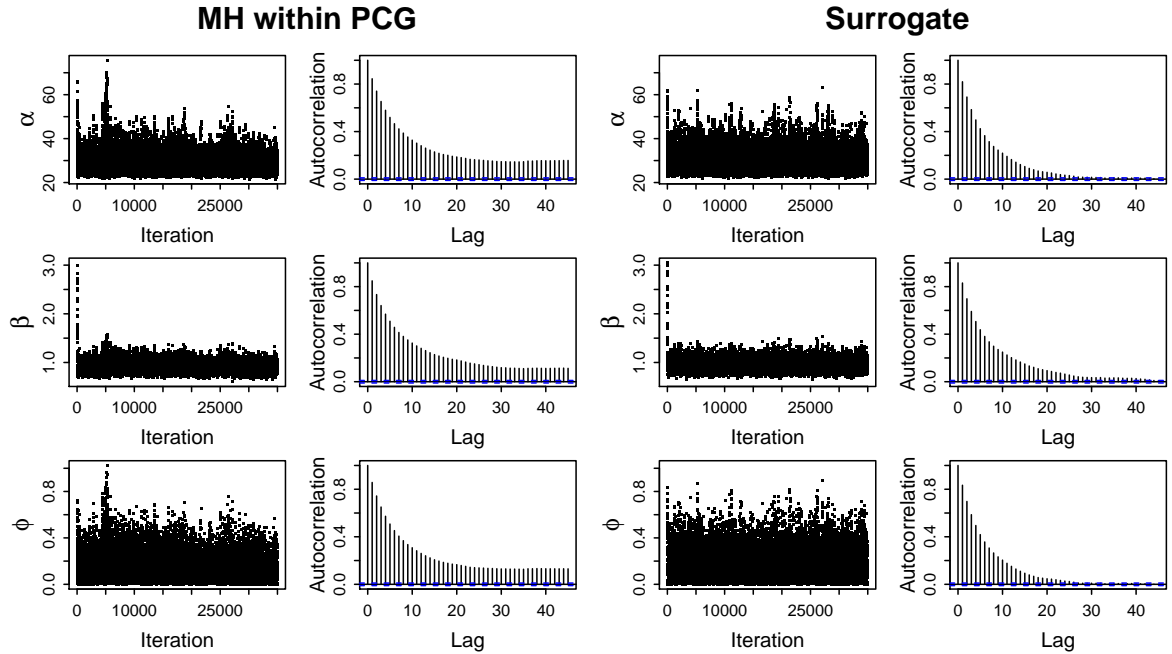 MH within PCG
Surrogate
α
20 40 60
0 10000 25000
Iteration
Autocorrelation
0.0 0.4 0.8
0 10 20 30 40
Lag
α
20 40 60
0 10000 25000
Iteration
Autocorrelation
0.0 0.4 0.8
0 10 20 30 40
Lag
β
1.0 2.0 3.0
0 10000 25000
Iteration
Autocorrelation
0.0 0.4 0.8
0 10 20 30 40
Lag
β
1.0 2.0 3.0
0 10000 25000
Iteration
Autocorrelation
0.0 0.4 0.8
0 10 20 30 40
Lag
ϕ
0.0 0.4 0.8
0 10000 25000
Iteration
Autocorrelation
0.0 0.4 0.8
0 10 20 30 40
Lag
ϕ
0.0 0.4 0.8
0 10000 25000
Iteration
Autocorrelation
0.0 0.4 0.8
0 10 20 30 40
Lag